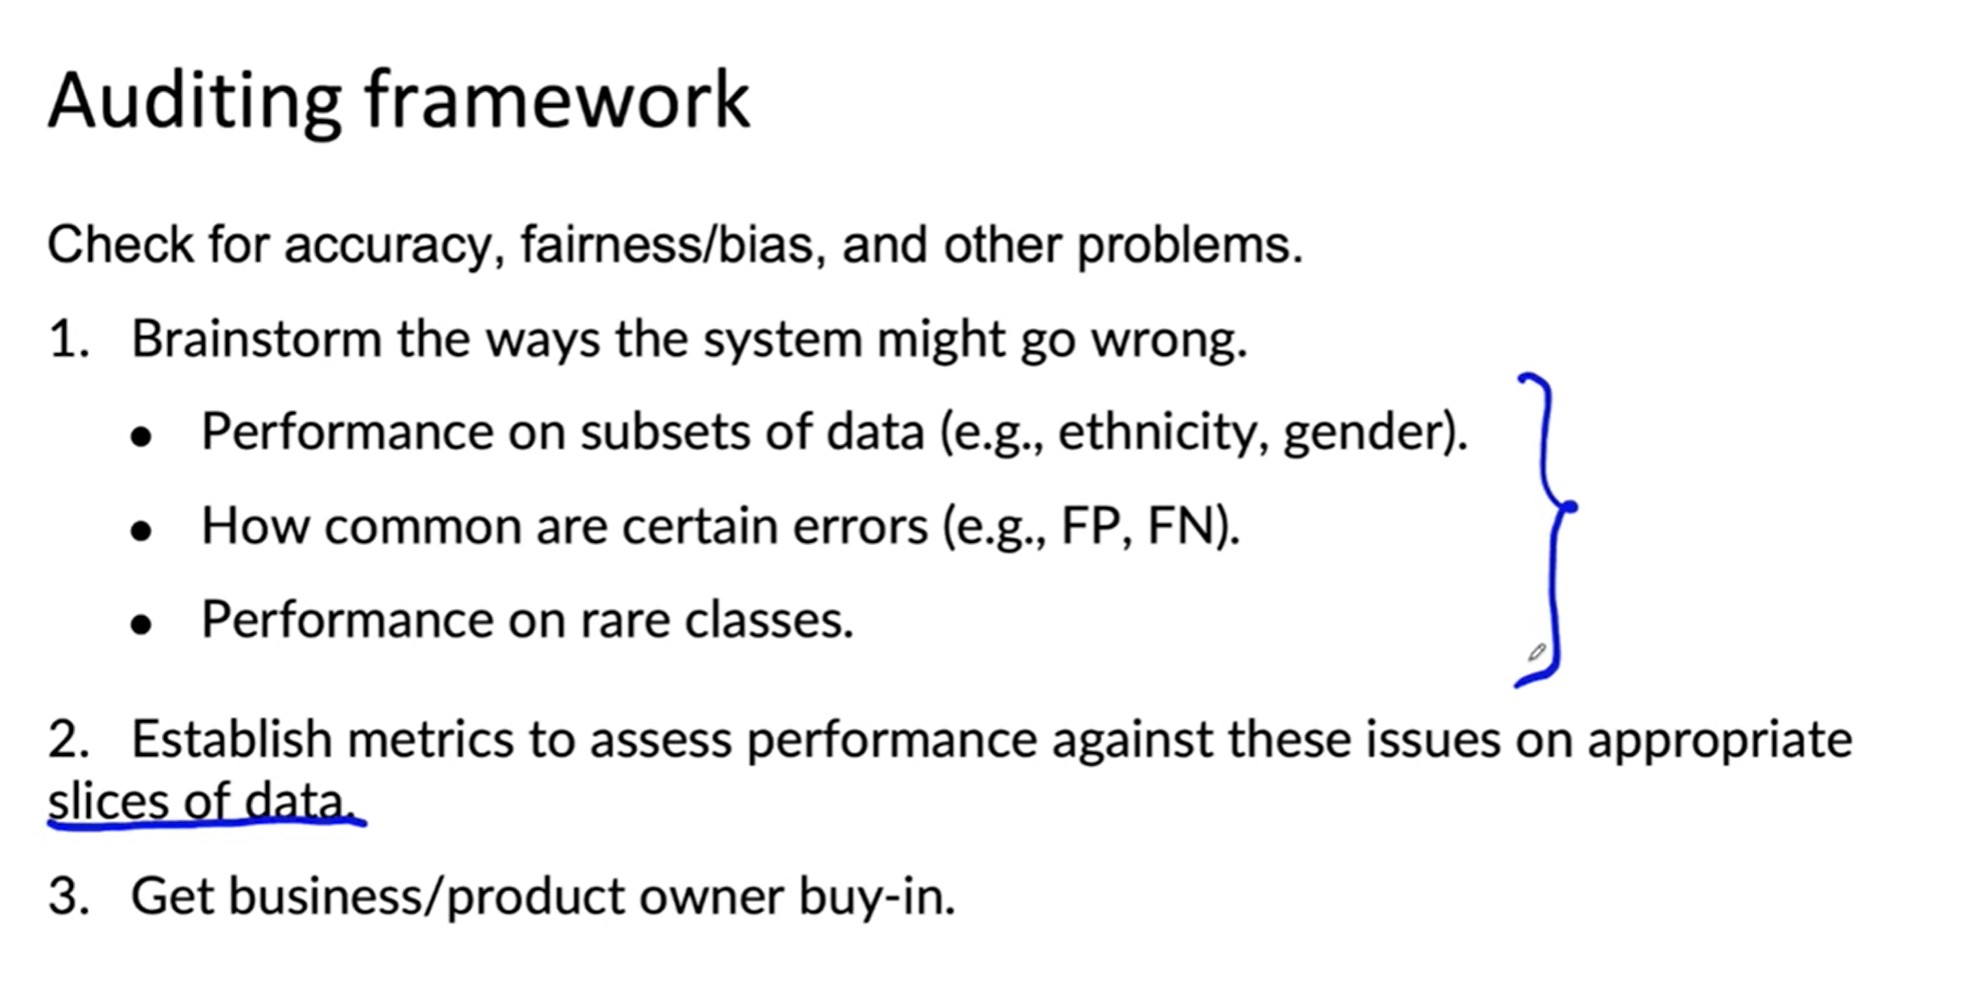 Auditing framework
Check for accuracy, fairness/bias, and other problems.
1. Brainstorm the ways the system might go wrong.
• Performance on subsets of data (e.g., ethnicity, gender).
• How common are certain errors (e.g., FP, FN).
• Performance on rare classes.
2. Establish metrics to assess performance against these issues on appropriate
slices of data.
3. Get business/product owner buy-in.